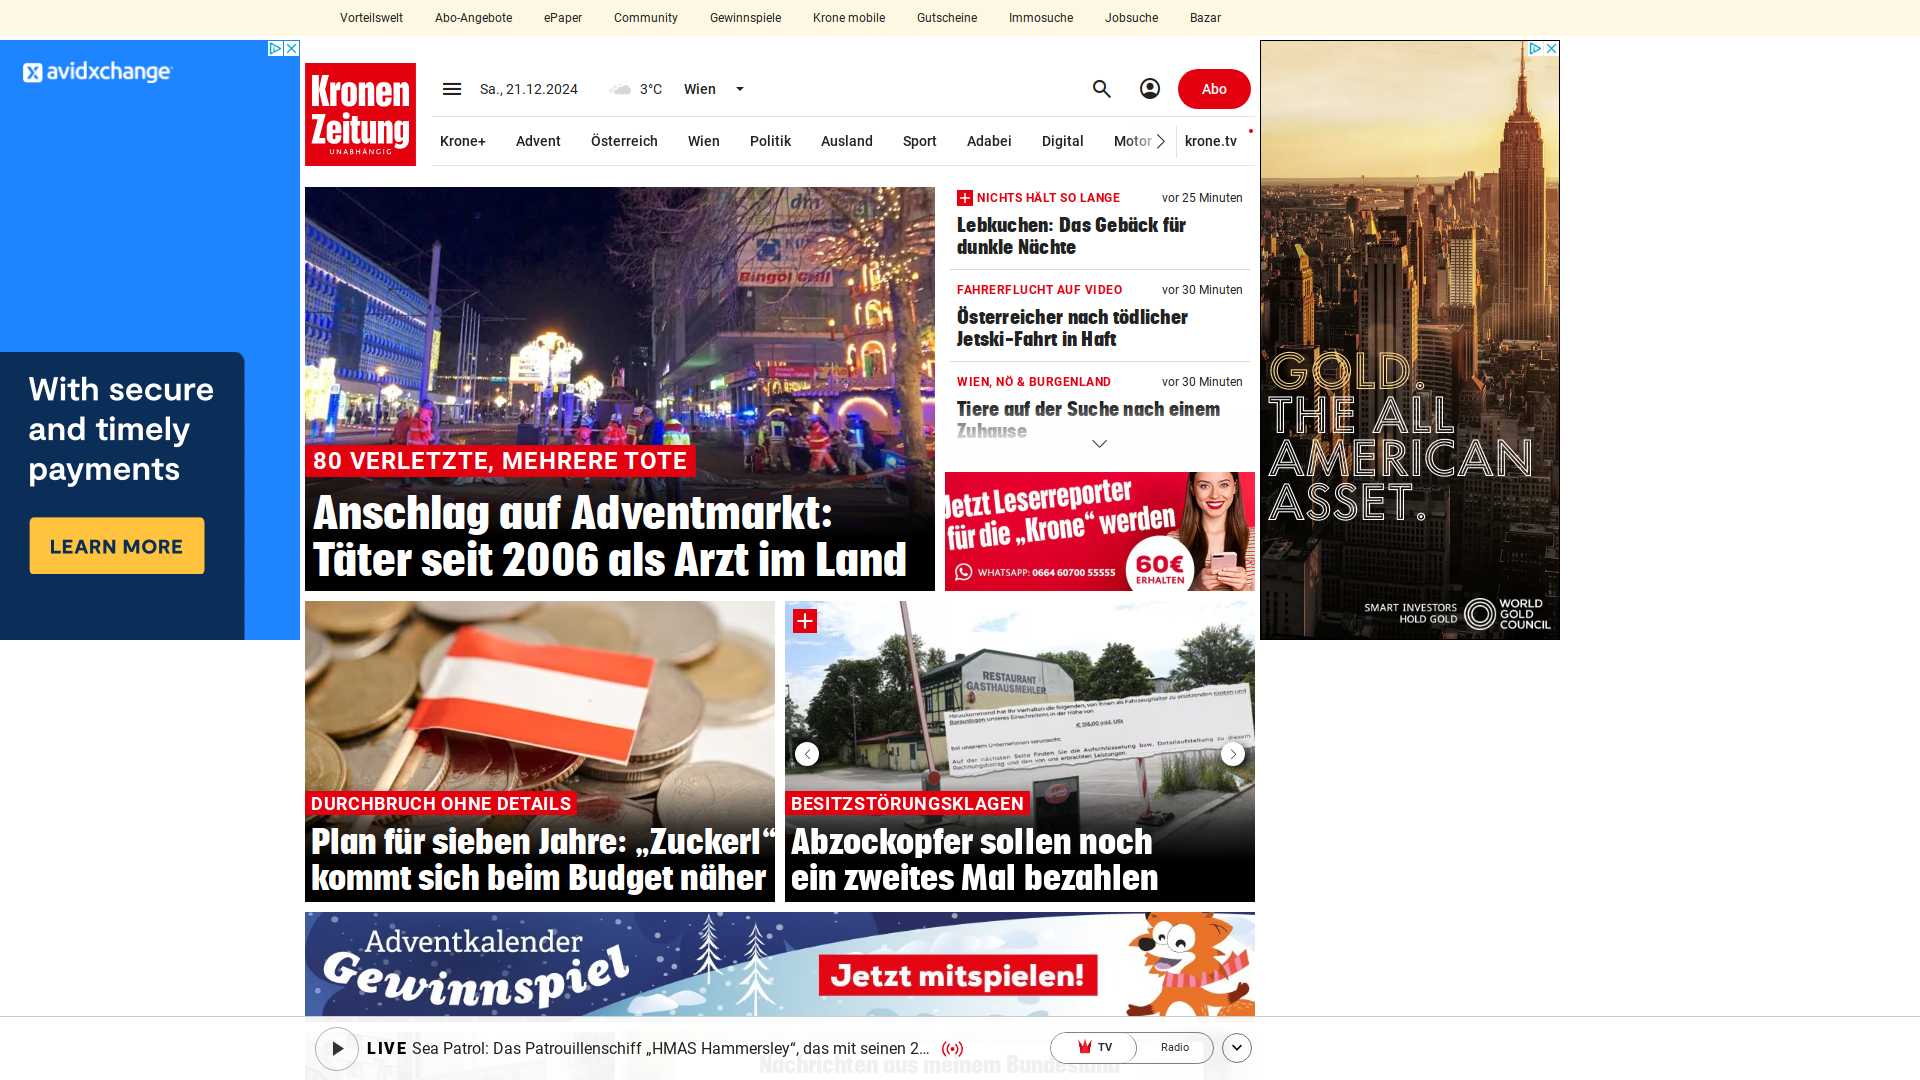 Vorteilswelt Abo-Angebote ePaper Community Gewinnspiele Krone mobile Gutscheine Immosuche Jobsuche Bazar
avidxchange
With secure
and timely
payments
LEARN MORE
Kronen
Zeitung
UNABHÄNGIG
Sa., 21.12.2024 3°C Wien
Abo
Krone+ Advent Österreich Wien Politik Ausland Sport Adabei Digital Motor krone.tv
dm
Bingöl Grill
80 VERLETZTE, MEHRERE TOTE
Anschlag auf Adventmarkt:
Täter seit 2006 als Arzt im Land
NICHTS HÄLT SO LANGE vor 25 Minuten
Lebkuchen: Das Gebäck für
dunkle Nächte
FAHRERFLUCHT AUF VIDEO vor 30 Minuten
Österreicher nach tödlicher
Jetski-Fahrt in Haft
WIEN, NÖ & BURGENLAND vor 30 Minuten
Tiere auf der Suche nach einem
Zuhause
Jetzt Leserreporter
für die „Krone“ werden
WHATSAPP: 0664 60700 55555
60€
ERHALTEN
GOLD.
THE ALL
AMERICAN
ASSET.
SMART INVESTORS
HOLD GOLD
WORLD
GOLD
COUNCIL
DURCHBRUCH OHNE DETAILS
Plan für sieben Jahre: „Zuckerl“
kommt sich beim Budget näher
RESTAURANT
GASTHAUSMEHLER
BESITZSTÖRUNGSKLAGEN
Abzockopfer sollen noch
ein zweites Mal bezahlen
Adventkalender
Gewinnspiel
Jetzt mitspielen!
LIVE Sea Patrol: Das Patrouillenschiff „HMAS Hammersley“, das mit seinen 2...
TV Radio
Nachrichten aus meinem Bundesland